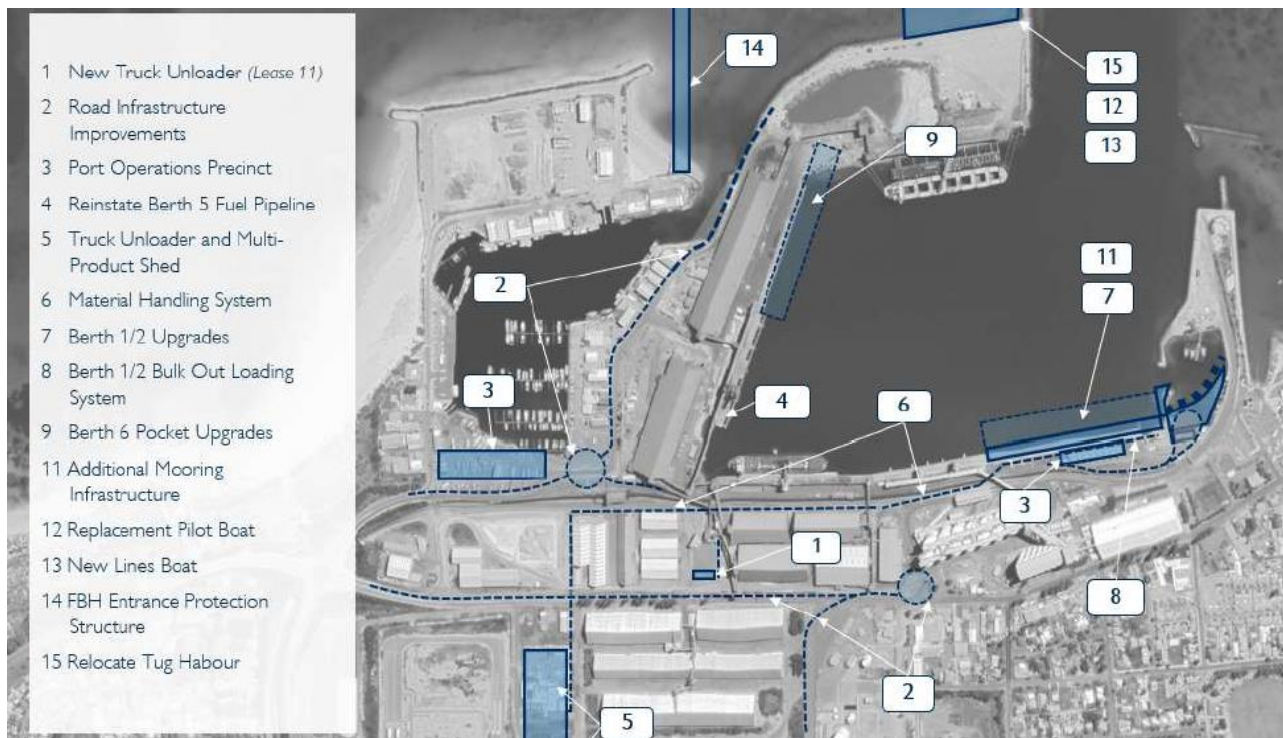 1 New Truck Unloader (Lease 11)
2 Road Infrastructure
Improvements
3 Port Operations Precinct
4 Reinstate Berth 5 Fuel Pipeline
5 Truck Unloader and Multi-
Product Shed
6 Material Handling System
7 Berth 1/2 Upgrades
8 Berth 1/2 Bulk Out Loading
System
9 Berth 6 Pocket Upgrades
11 Additional Mooring
Infrastructure
12 Replacement Pilot Boat
13 New Lines Boat
14 FBH Entrance Protection
Structure
15 Relocate Tug Habour
14
15
12
13
9
11
7
2
3
4
6
3
1
8
2
5